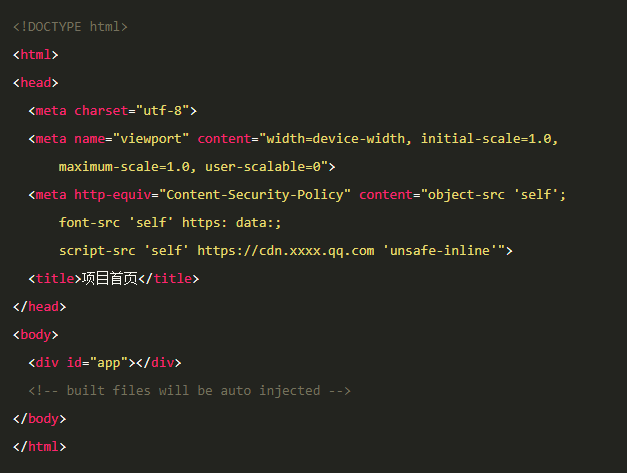 <!DOCTYPE html>
<html>
<head>
  <meta charset="utf-8">
  <meta name="viewport" content="width=device-width, initial-scale=1.0,
      maximum-scale=1.0, user-scalable=0">
  <meta http-equiv="Content-Security-Policy" content="object-src 'self';
      font-src 'self' https: data:;
      script-src 'self' https://cdn.xxxx.qq.com 'unsafe-inline'">
  <title>项目首页</title>
</head>
<body>
  <div id="app"></div>
  <!-- built files will be auto injected -->
</body>
</html>